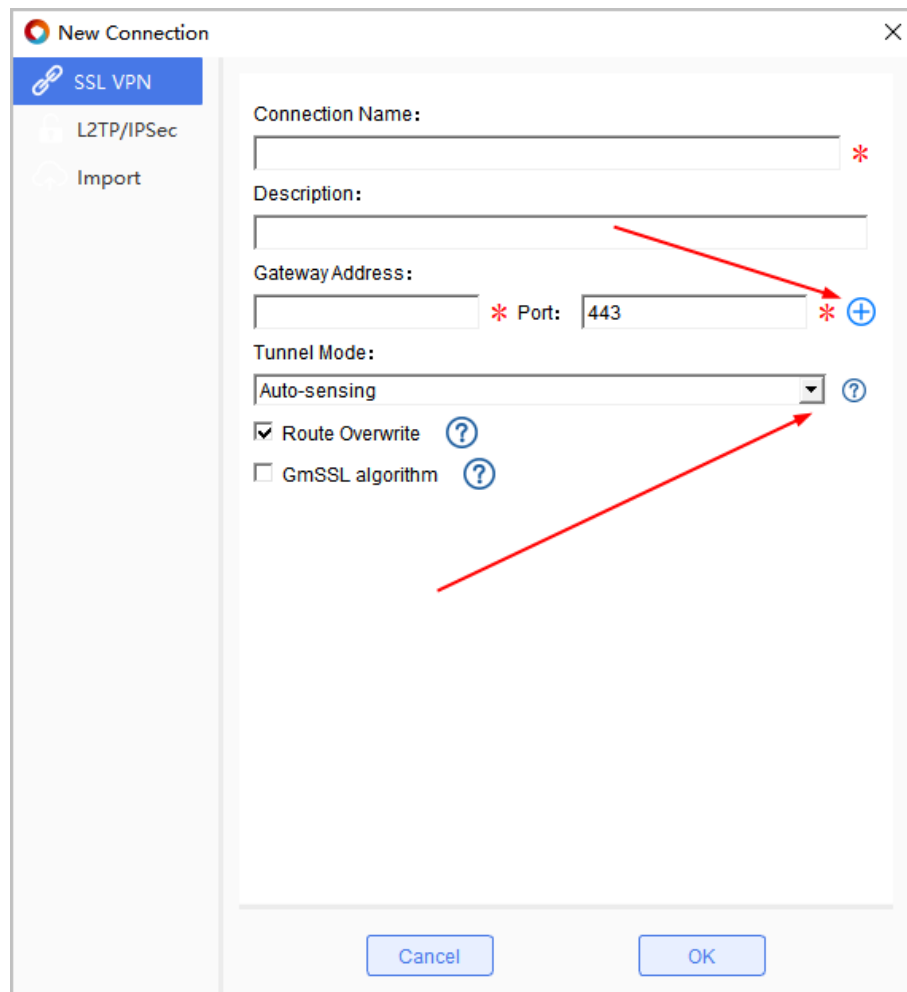 New Connection
SSL VPN
L2TP/IPSec
Import
Connection Name:
*
Description:
Gateway Address:
* Port: 443 *
Tunnel Mode:
Auto-sensing
Route Overwrite
GmSSL algorithm
Cancel OK